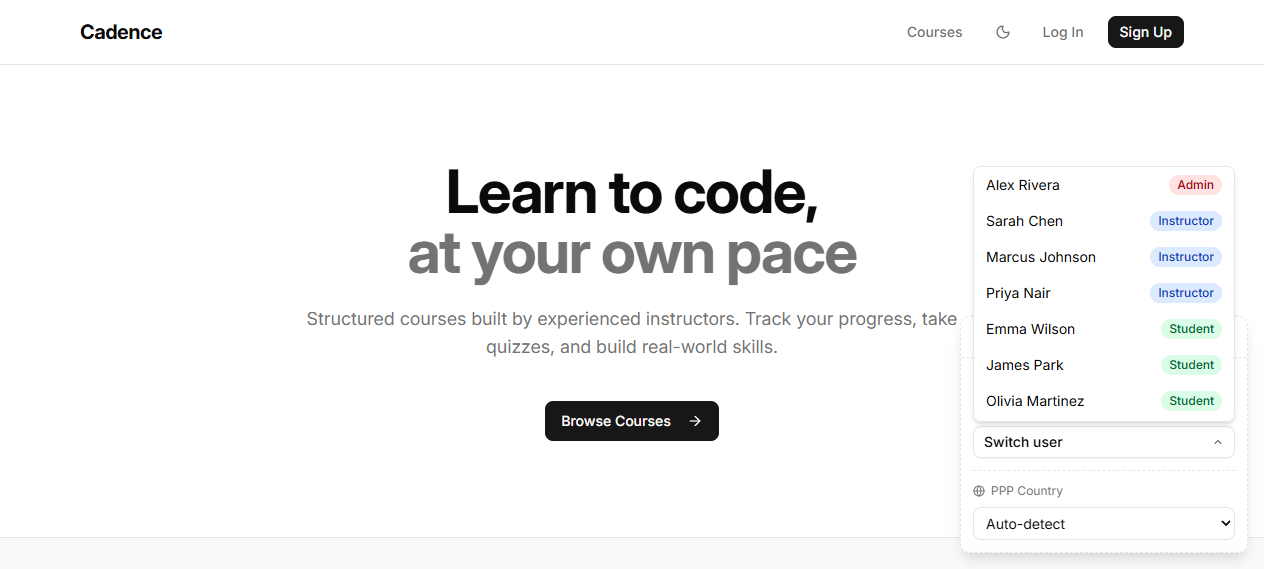 Cadence
Courses
Log In
Sign Up
Learn to code,
at your own pace
Structured courses built by experienced instructors. Track your progress, take
quizzes, and build real-world skills.
Browse Courses
Alex Rivera Admin
Sarah Chen Instructor
Marcus Johnson Instructor
Priya Nair Instructor
Emma Wilson Student
James Park Student
Olivia Martinez Student
Switch user
PPP Country
Auto-detect